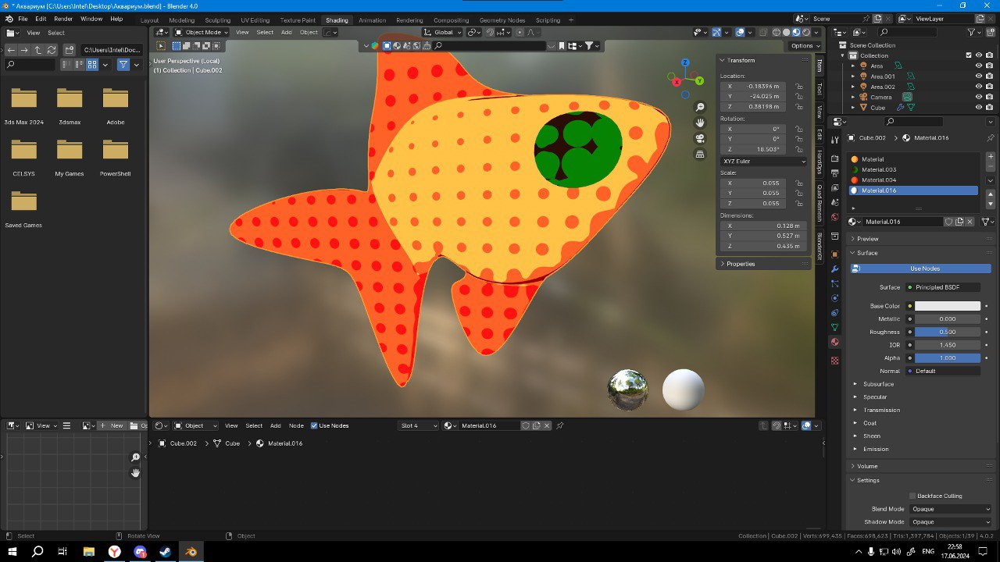 * Аквариум [C:\Users\Intel\Desktop\Аквариум.blend] - Blender 4.0
File Edit Render Window Help
Layout Modeling Sculpting UV Editing Texture Paint Shading Animation Rendering Compositing Geometry Nodes Scripting +
Scene
ViewLayer
View Select
Object Mode View Select Add Object
Global
C:\Users\Intel\Doc...
Options
3ds Max 2024
3dsmax
Adobe
CELSYS
My Games
PowerShell
Saved Games
User Perspective (Local)
(1) Collection | Cube.002
Z
X
Y
Transform
Location:
X -0.18396 m
Y -24.025 m
Z 0.38198 m
Rotation:
X 0°
Y 0°
Z 18.503°
XYZ Euler
Scale:
X 0.055
Y 0.055
Z 0.055
Dimensions:
X 0.128 m
Y 0.527 m
Z 0.435 m
Properties
Item
Tool
View
Edit
HardOps
Quad Remesh
BlenderKit
Scene Collection
Collection
Area
Area.001
Area.002
Camera
Cube
Cube.002 > Material.016
Material
Material.003
Material.004
Material.016
Material.016
Preview
Surface
Use Nodes
Surface Principled BSDF
Base Color
Metallic 0.000
Roughness 0.500
IOR 1.450
Alpha 1.000
Normal Default
Subsurface
Specular
Transmission
Coat
Sheen
Emission
Volume
Settings
Backface Culling
Blend Mode Opaque
Shadow Mode Opaque
View
+ New
Object View Select Add Node Use Nodes Slot 4 Material.016
Cube.002 > Cube > Material.016
Select
Rotate View
Object
Collection | Cube.002 | Verts:699,435 | Faces:698,623 | Tris:1,397,784 | Objects:1/39 | 4.0.2
ENG
22:58
17.06.2024